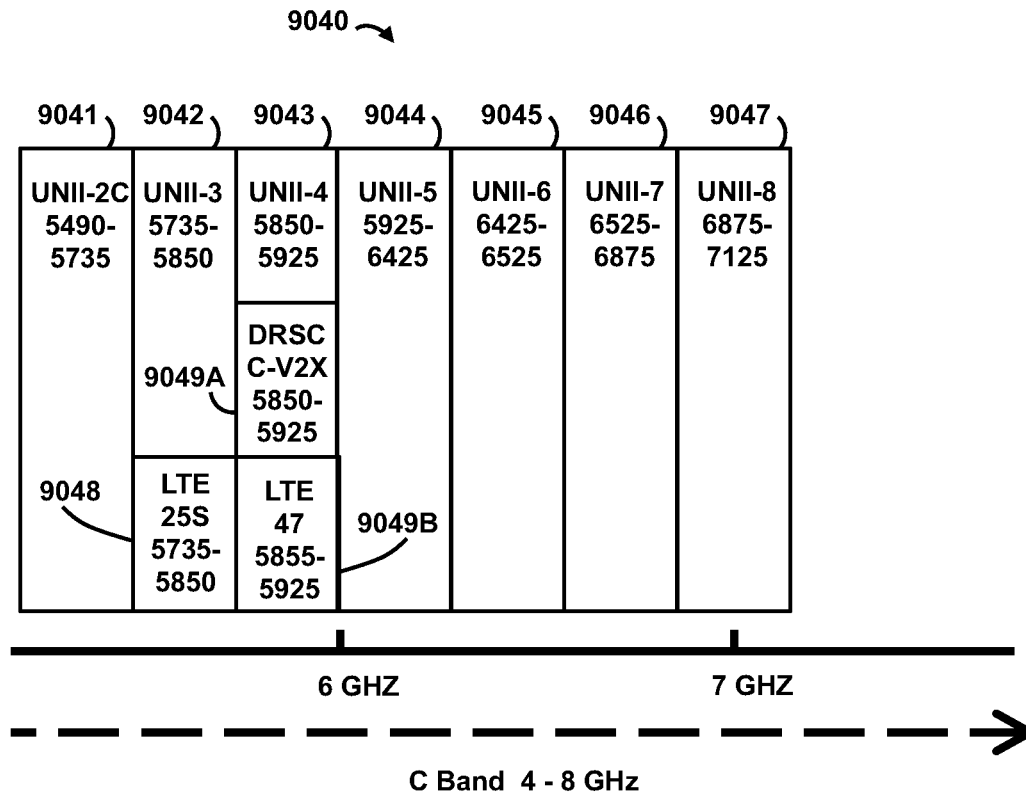 9040
9041 9042 9043 9044 9045 9046 9047
UNII-2C
5490-
5735
UNII-3
5735-
5850
UNII-4
5850-
5925
UNII-5
5925-
6425
UNII-6
6425-
6525
UNII-7
6525-
6875
UNII-8
6875-
7125
9049A
DRSC
C-V2X
5850-
5925
9048
LTE
25S
5735-
5850
LTE
47
5855-
5925
9049B
6 GHZ
7 GHZ
C Band 4 - 8 GHz